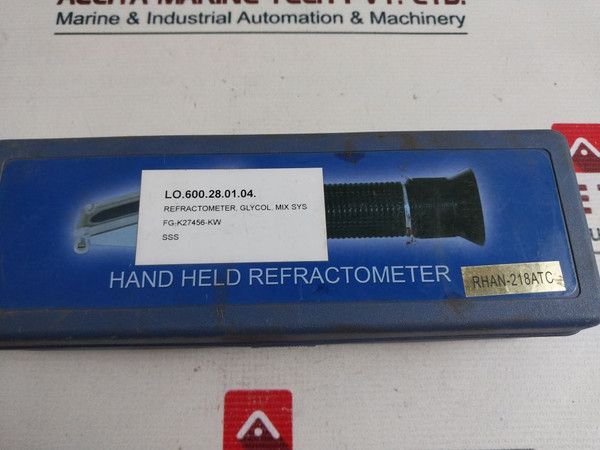 Marine & Industrial Automation & Machinery
LO.600.28.01.04.
REFRACTOMETER, GLYCOL, MIX SYS
FG-K27456-KW
SSS
HAND HELD REFRACTOMETER
RHAN-218ATC